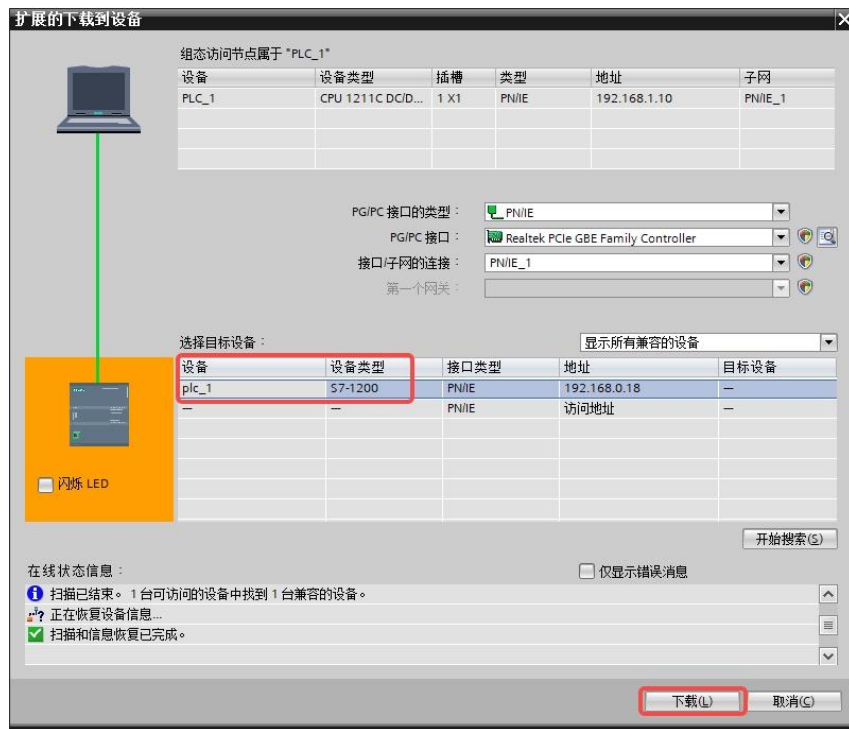 扩展的下载到设备
组态访问节点属于 "PLC_1"
设备 设备类型 插槽 类型 地址 子网
PLC_1 CPU 1211C DC/D... 1 X1 PN/IE 192.168.1.10 PN/IE_1
PG/PC 接口的类型： PN/IE
PG/PC 接口： Realtek PCIe GBE Family Controller
接口/子网的连接： PN/IE_1
第一个网关：
选择目标设备： 显示所有兼容的设备
设备 设备类型 接口类型 地址 目标设备
plc_1 S7-1200 PN/IE 192.168.0.18 —
— — PN/IE 访问地址 —
闪烁 LED
开始搜索(S)
在线状态信息： 仅显示错误消息
扫描已结束。1 台可访问的设备中找到 1 台兼容的设备。
正在恢复设备信息...
扫描和信息恢复已完成。
下载(L) 取消(C)